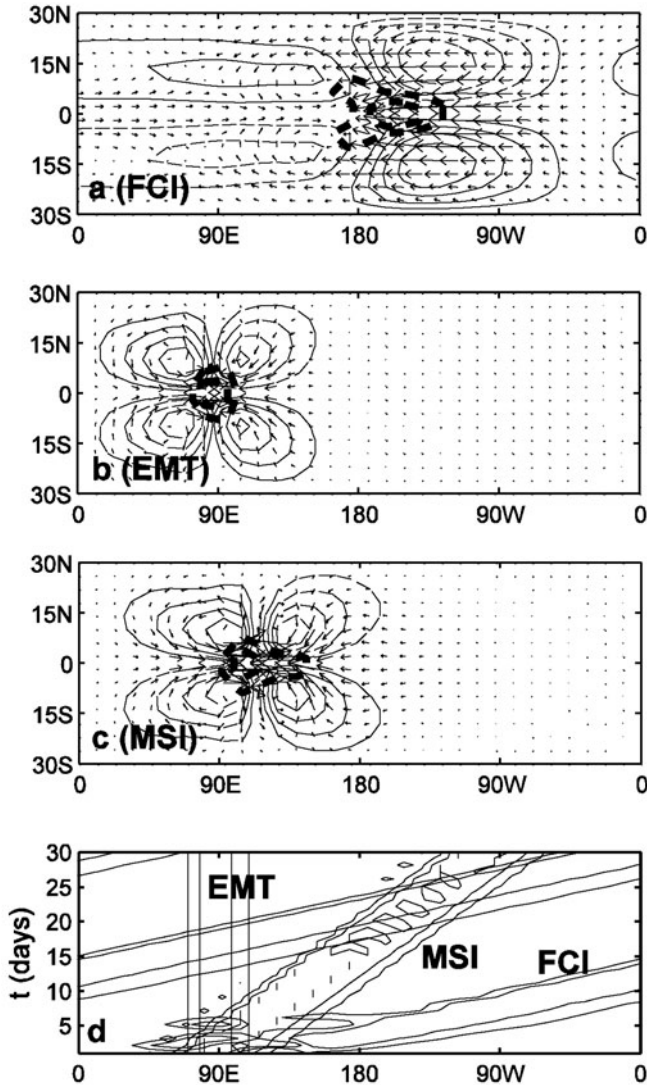 30N
15N
0
15S
30S
a (FCI)
0 90E 180 90W 0
30N
15N
0
15S
30S
b (EMT)
0 90E 180 90W 0
30N
15N
0
15S
30S
c (MSI)
0 90E 180 90W 0
30
25
20
15
10
5
t (days)
EMT
MSI
FCI
d
0 90E 180 90W 0